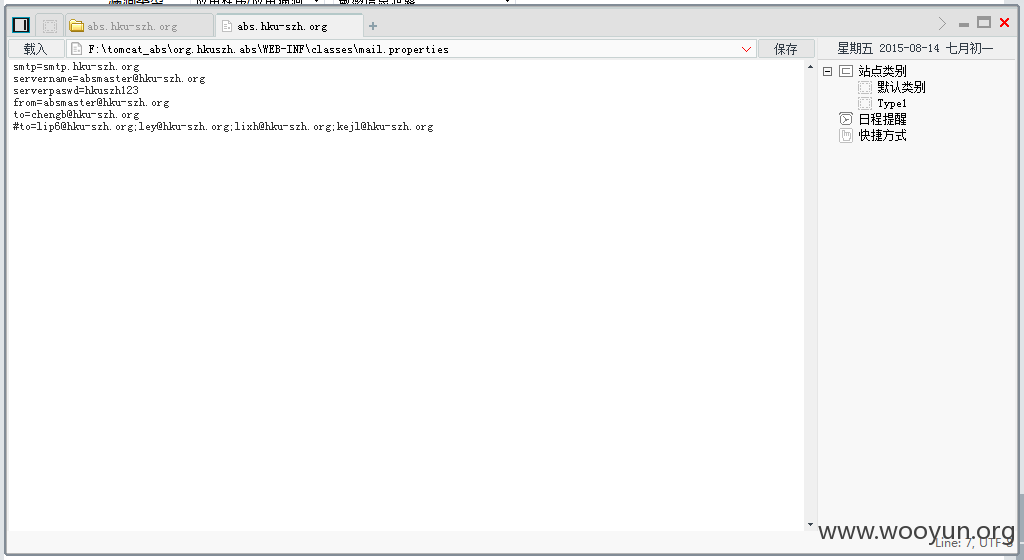 abs.hku-szh.org
abs.hku-szh.org
载入
F:\tomcat_abs\org.hkuszh.abs\WEB-INF\classes\mail.properties
保存
星期五 2015-08-14 七月初一
smtp=smtp.hku-szh.org
servername=absmaster@hku-szh.org
serverpaswd=hkuszh123
from=absmaster@hku-szh.org
to=chengb@hku-szh.org
#to=lip6@hku-szh.org;ley@hku-szh.org;lixh@hku-szh.org;kejl@hku-szh.org
站点类别
默认类别
Type1
日程提醒
快捷方式
www.wooyun.org
Line: 7, UTF-8